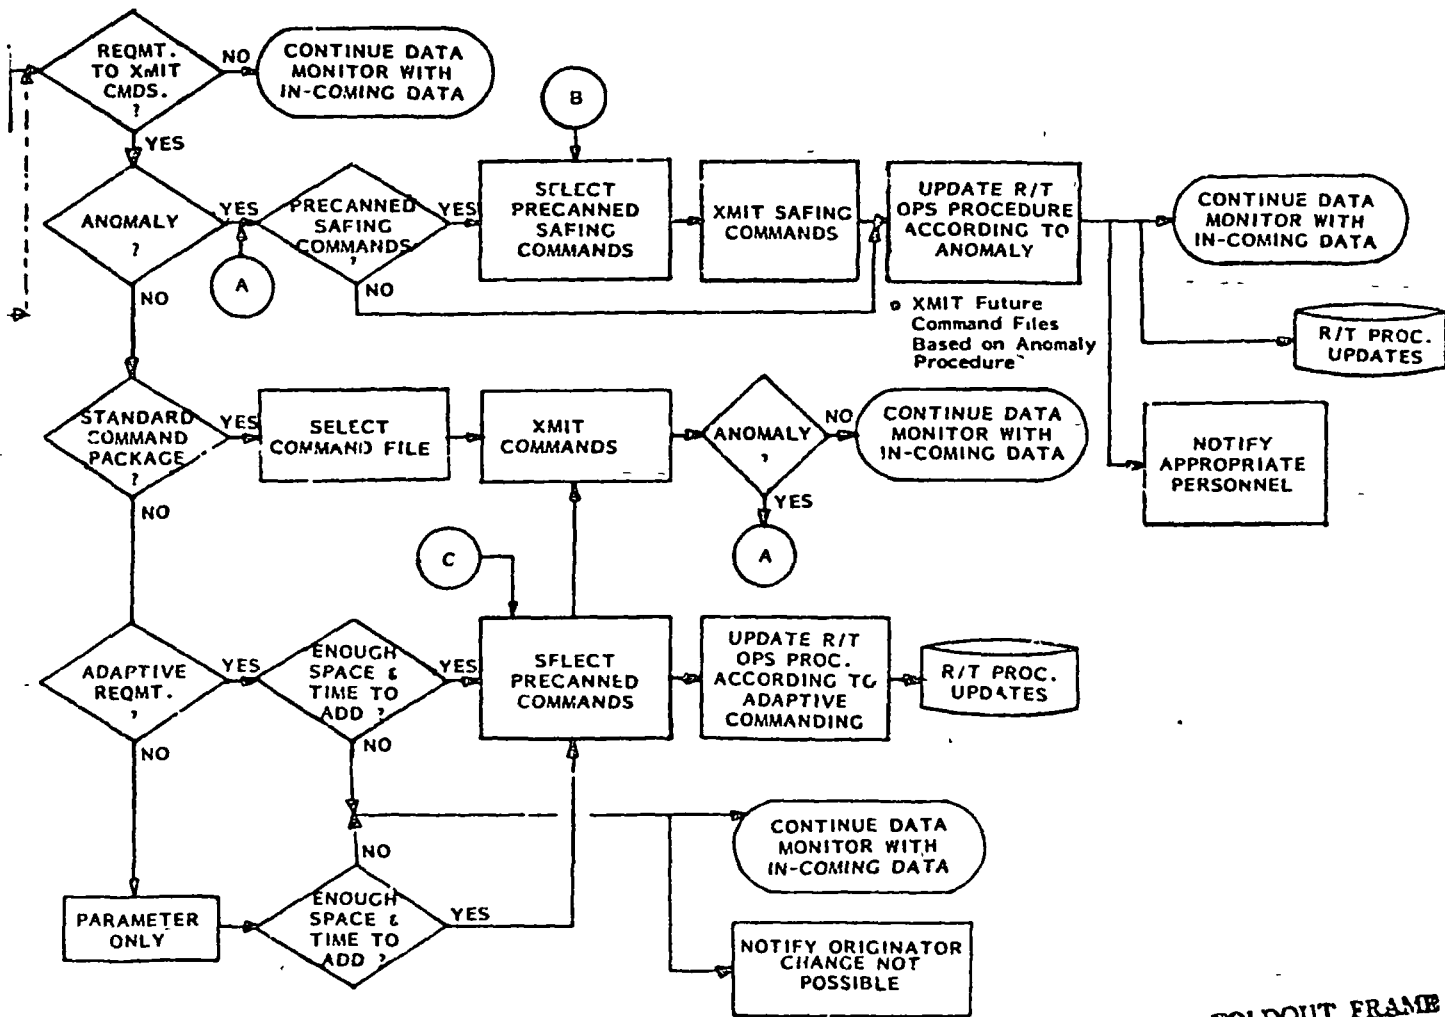 REQMT.
TO XMIT
CMDS.
?
NO
CONTINUE DATA
MONITOR WITH
IN-COMING DATA
YES
B
ANOMALY
?
YES
A
NO
PRECANNED
SAFING
COMMANDS
?
YES
NO
SELECT
PRECANNED
SAFING
COMMANDS
XMIT SAFING
COMMANDS
UPDATE R/T
OPS PROCEDURE
ACCORDING TO
ANOMALY
o XMIT Future
Command Files
Based on Anomaly
Procedure
CONTINUE DATA
MONITOR WITH
IN-COMING DATA
R/T PROC.
UPDATES
NOTIFY
APPROPRIATE
PERSONNEL
STANDARD
COMMAND
PACKAGE
?
YES
NO
SELECT
COMMAND FILE
XMIT
COMMANDS
ANOMALY
?
NO
YES
A
CONTINUE DATA
MONITOR WITH
IN-COMING DATA
C
ADAPTIVE
REQMT.
?
YES
NO
ENOUGH
SPACE &
TIME TO
ADD ?
YES
NO
SELECT
PRECANNED
COMMANDS
UPDATE R/T
OPS PROC.
ACCORDING TO
ADAPTIVE
COMMANDING
R/T PROC.
UPDATES
CONTINUE DATA
MONITOR WITH
IN-COMING DATA
PARAMETER
ONLY
NO
ENOUGH
SPACE &
TIME TO
ADD ?
YES
NOTIFY ORIGINATOR
CHANGE NOT
POSSIBLE
FOLDOUT FRAME